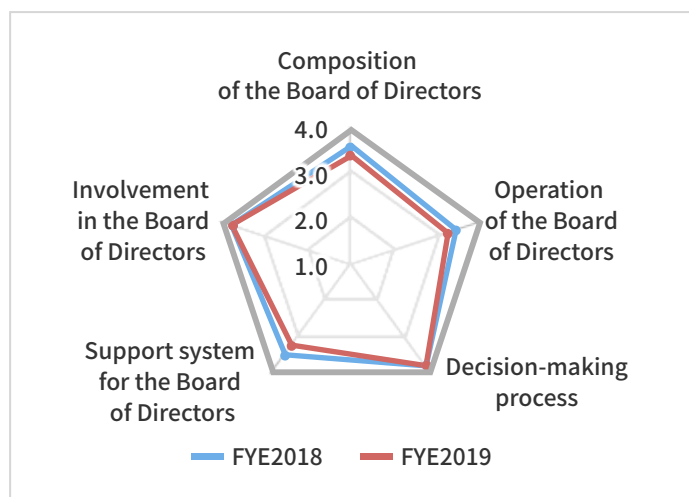 Composition
of the Board of Directors
4.0
3.0
2.0
1.0
Involvement
in the Board
of Directors
Operation
of the Board
of Directors
Support system
for the Board
of Directors
Decision-making
process
FYE2018
FYE2019